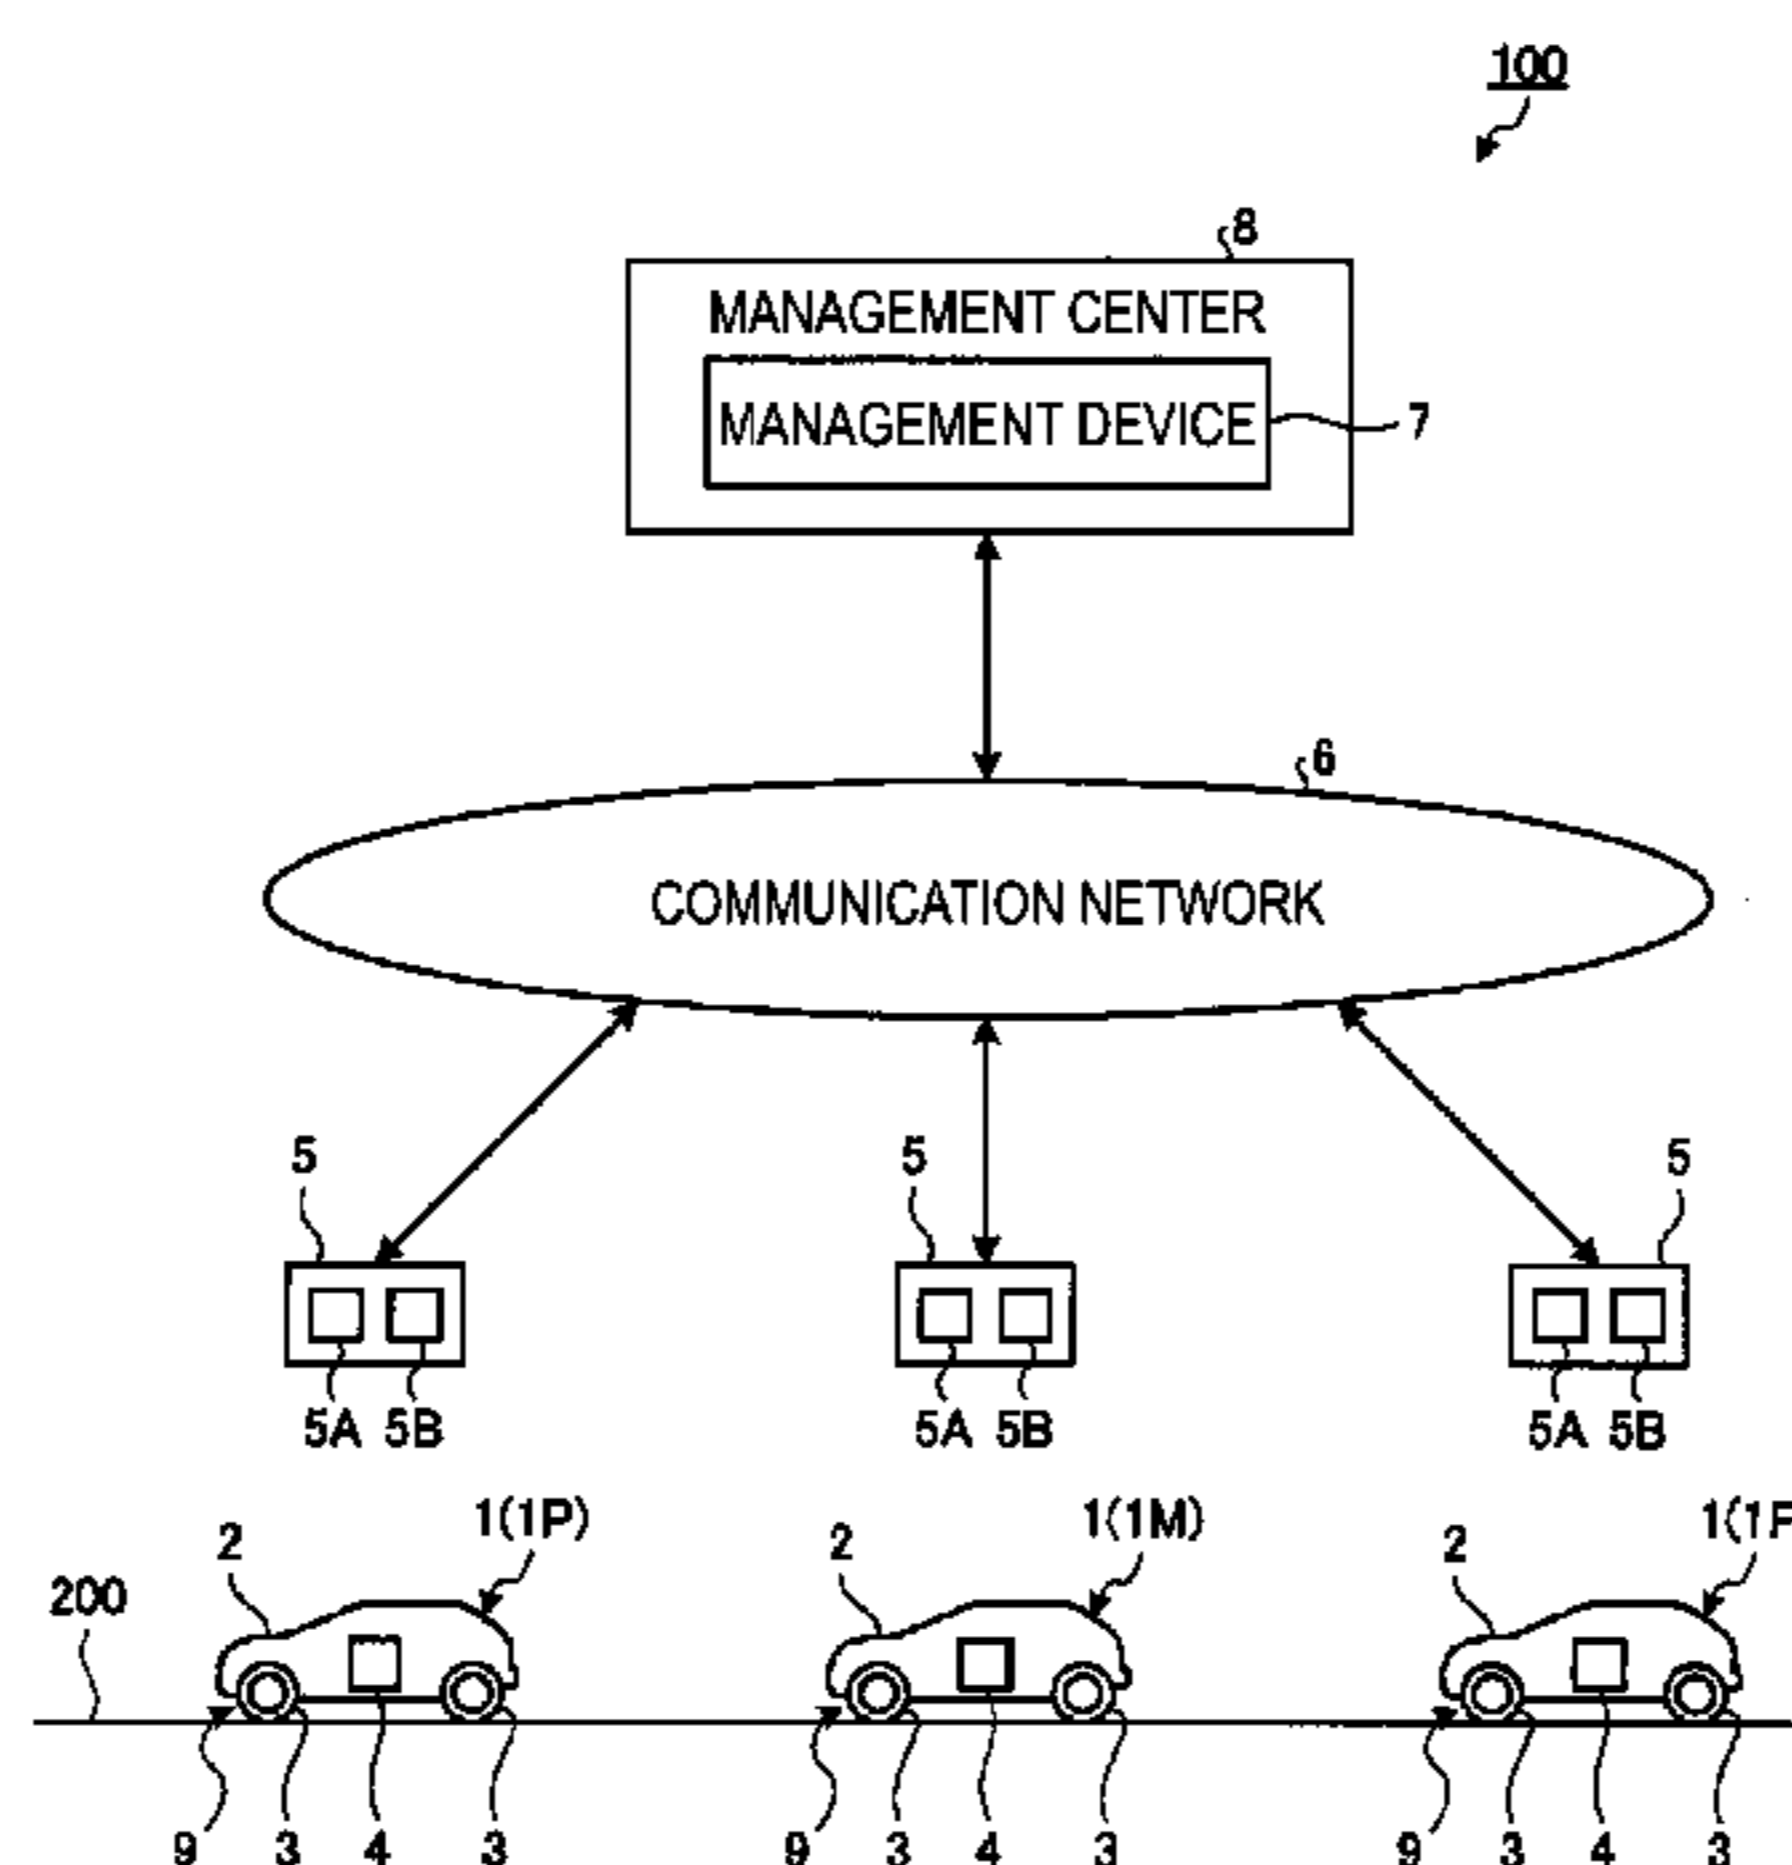 100
8
MANAGEMENT CENTER
MANAGEMENT DEVICE
7
6
COMMUNICATION NETWORK
5 5 5
5A 5B 5A 5B 5A 5B
1(1P) 1(1M)
2 2 2
200
9 3 4 3 9 3 4 3 9 3 4 3